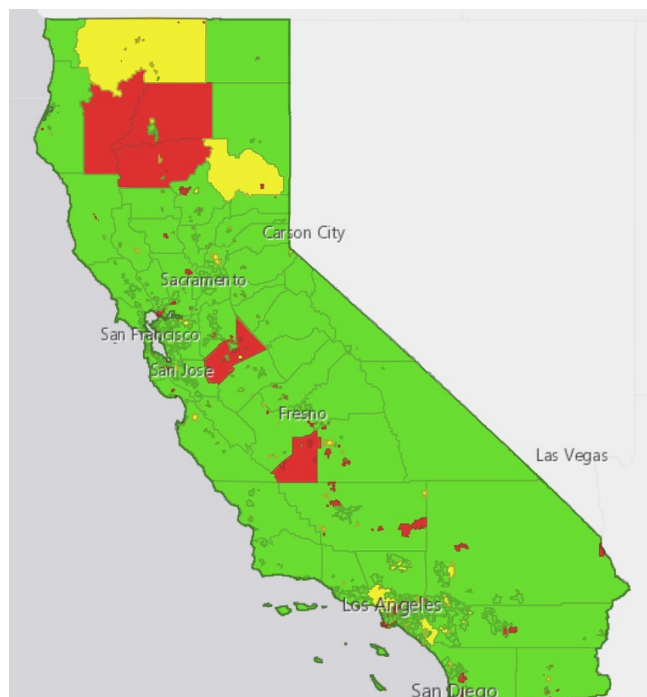 Carson City
Sacramento
San Francisco
San Jose
Fresno
Las Vegas
Los Angeles
San Diego